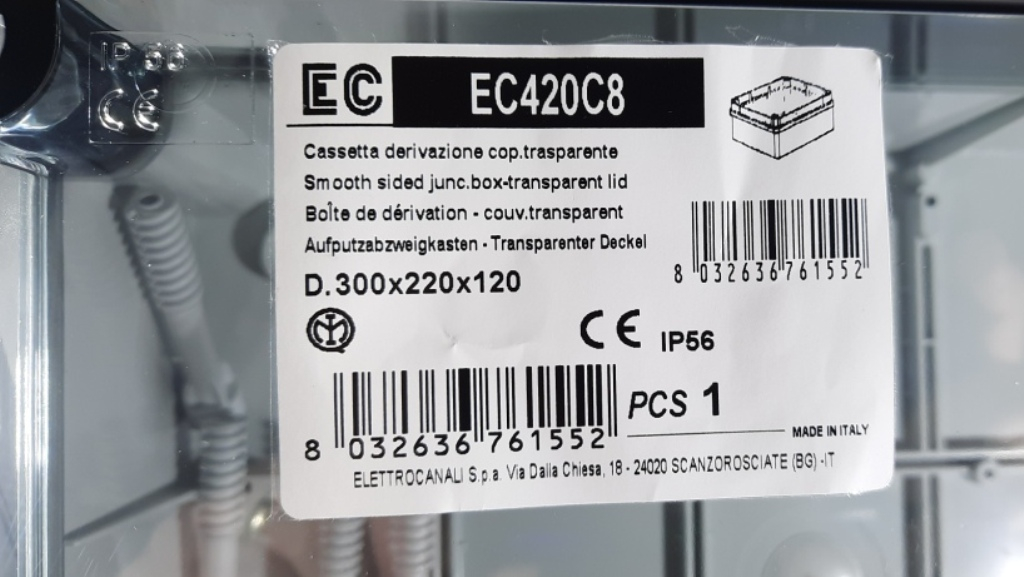 IP 56
CE
EC
EC420C8
Cassetta derivazione cop.trasparente
Smooth sided junc.box-transparent lid
Boîte de dérivation - couv.transparent
Aufputzabzweigkasten - Transparenter Deckel
D.300x220x120
8 032636 761552
CE IP56
8 032636 761552
PCS 1
MADE IN ITALY
ELETTROCANALI S.p.a. Via Dalla Chiesa, 18 - 24020 SCANZOROSCIATE (BG) -IT